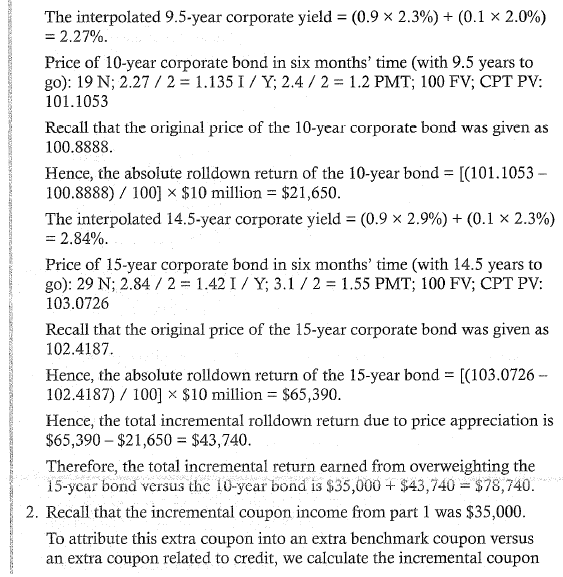 The interpolated 9.5-year corporate yield = (0.9 × 2.3%) + (0.1 × 2.0%)
= 2.27%.
Price of 10-year corporate bond in six months' time (with 9.5 years to
go): 19 N; 2.27 / 2 = 1.135 I / Y; 2.4 / 2 = 1.2 PMT; 100 FV; CPT PV:
101.1053
Recall that the original price of the 10-year corporate bond was given as
100.8888.
Hence, the absolute rolldown return of the 10-year bond = [(101.1053 –
100.8888) / 100] × $10 million = $21,650.
The interpolated 14.5-year corporate yield = (0.9 × 2.9%) + (0.1 × 2.3%)
= 2.84%.
Price of 15-year corporate bond in six months' time (with 14.5 years to
go): 29 N; 2.84 / 2 = 1.42 I / Y; 3.1 / 2 = 1.55 PMT; 100 FV; CPT PV:
103.0726
Recall that the original price of the 15-year corporate bond was given as
102.4187.
Hence, the absolute rolldown return of the 15-year bond = [(103.0726 –
102.4187) / 100] × $10 million = $65,390.
Hence, the total incremental rolldown return due to price appreciation is
$65,390 – $21,650 = $43,740.
Therefore, the total incremental return earned from overweighting the
15-year bond versus the 10-year bond is $35,000 + $43,740 = $78,740.
2. Recall that the incremental coupon income from part 1 was $35,000.
To attribute this extra coupon into an extra benchmark coupon versus
an extra coupon related to credit, we calculate the incremental coupon